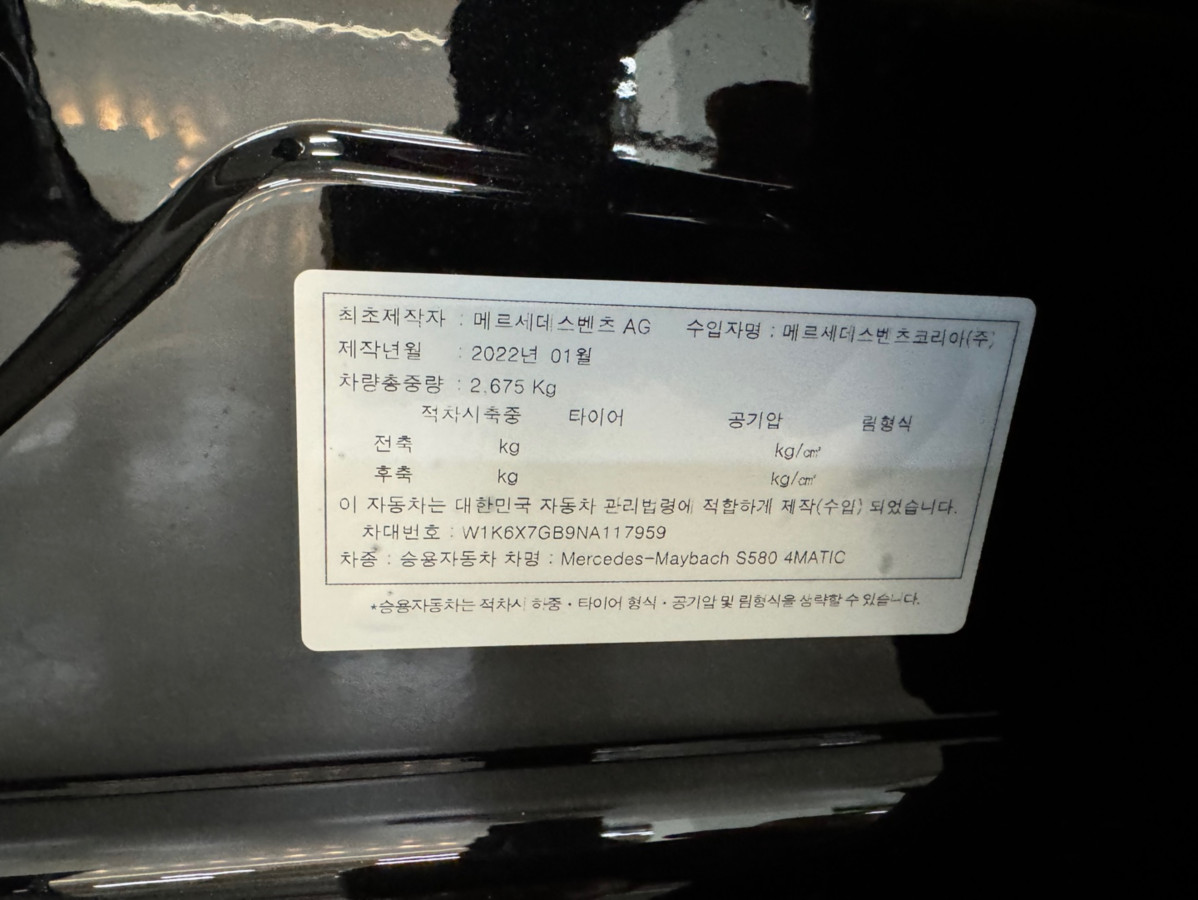 최초제작자 : 메르세데스벤츠 AG 수입자명 : 메르세데스벤츠코리아(주)
제작년월 : 2022년 01월
차량총중량 : 2,675 Kg
적차시축중 타이어 공기압 림형식
전축 kg kg/㎠
후축 kg kg/㎠
이 자동차는 대한민국 자동차 관리법령에 적합하게 제작(수입) 되었습니다.
차대번호 : W1K6X7GB9NA117959
차종 : 승용자동차 차명 : Mercedes-Maybach S580 4MATIC
*승용자동차는 적차시 하중·타이어 형식·공기압 및 림형식을 생략할 수 있습니다.